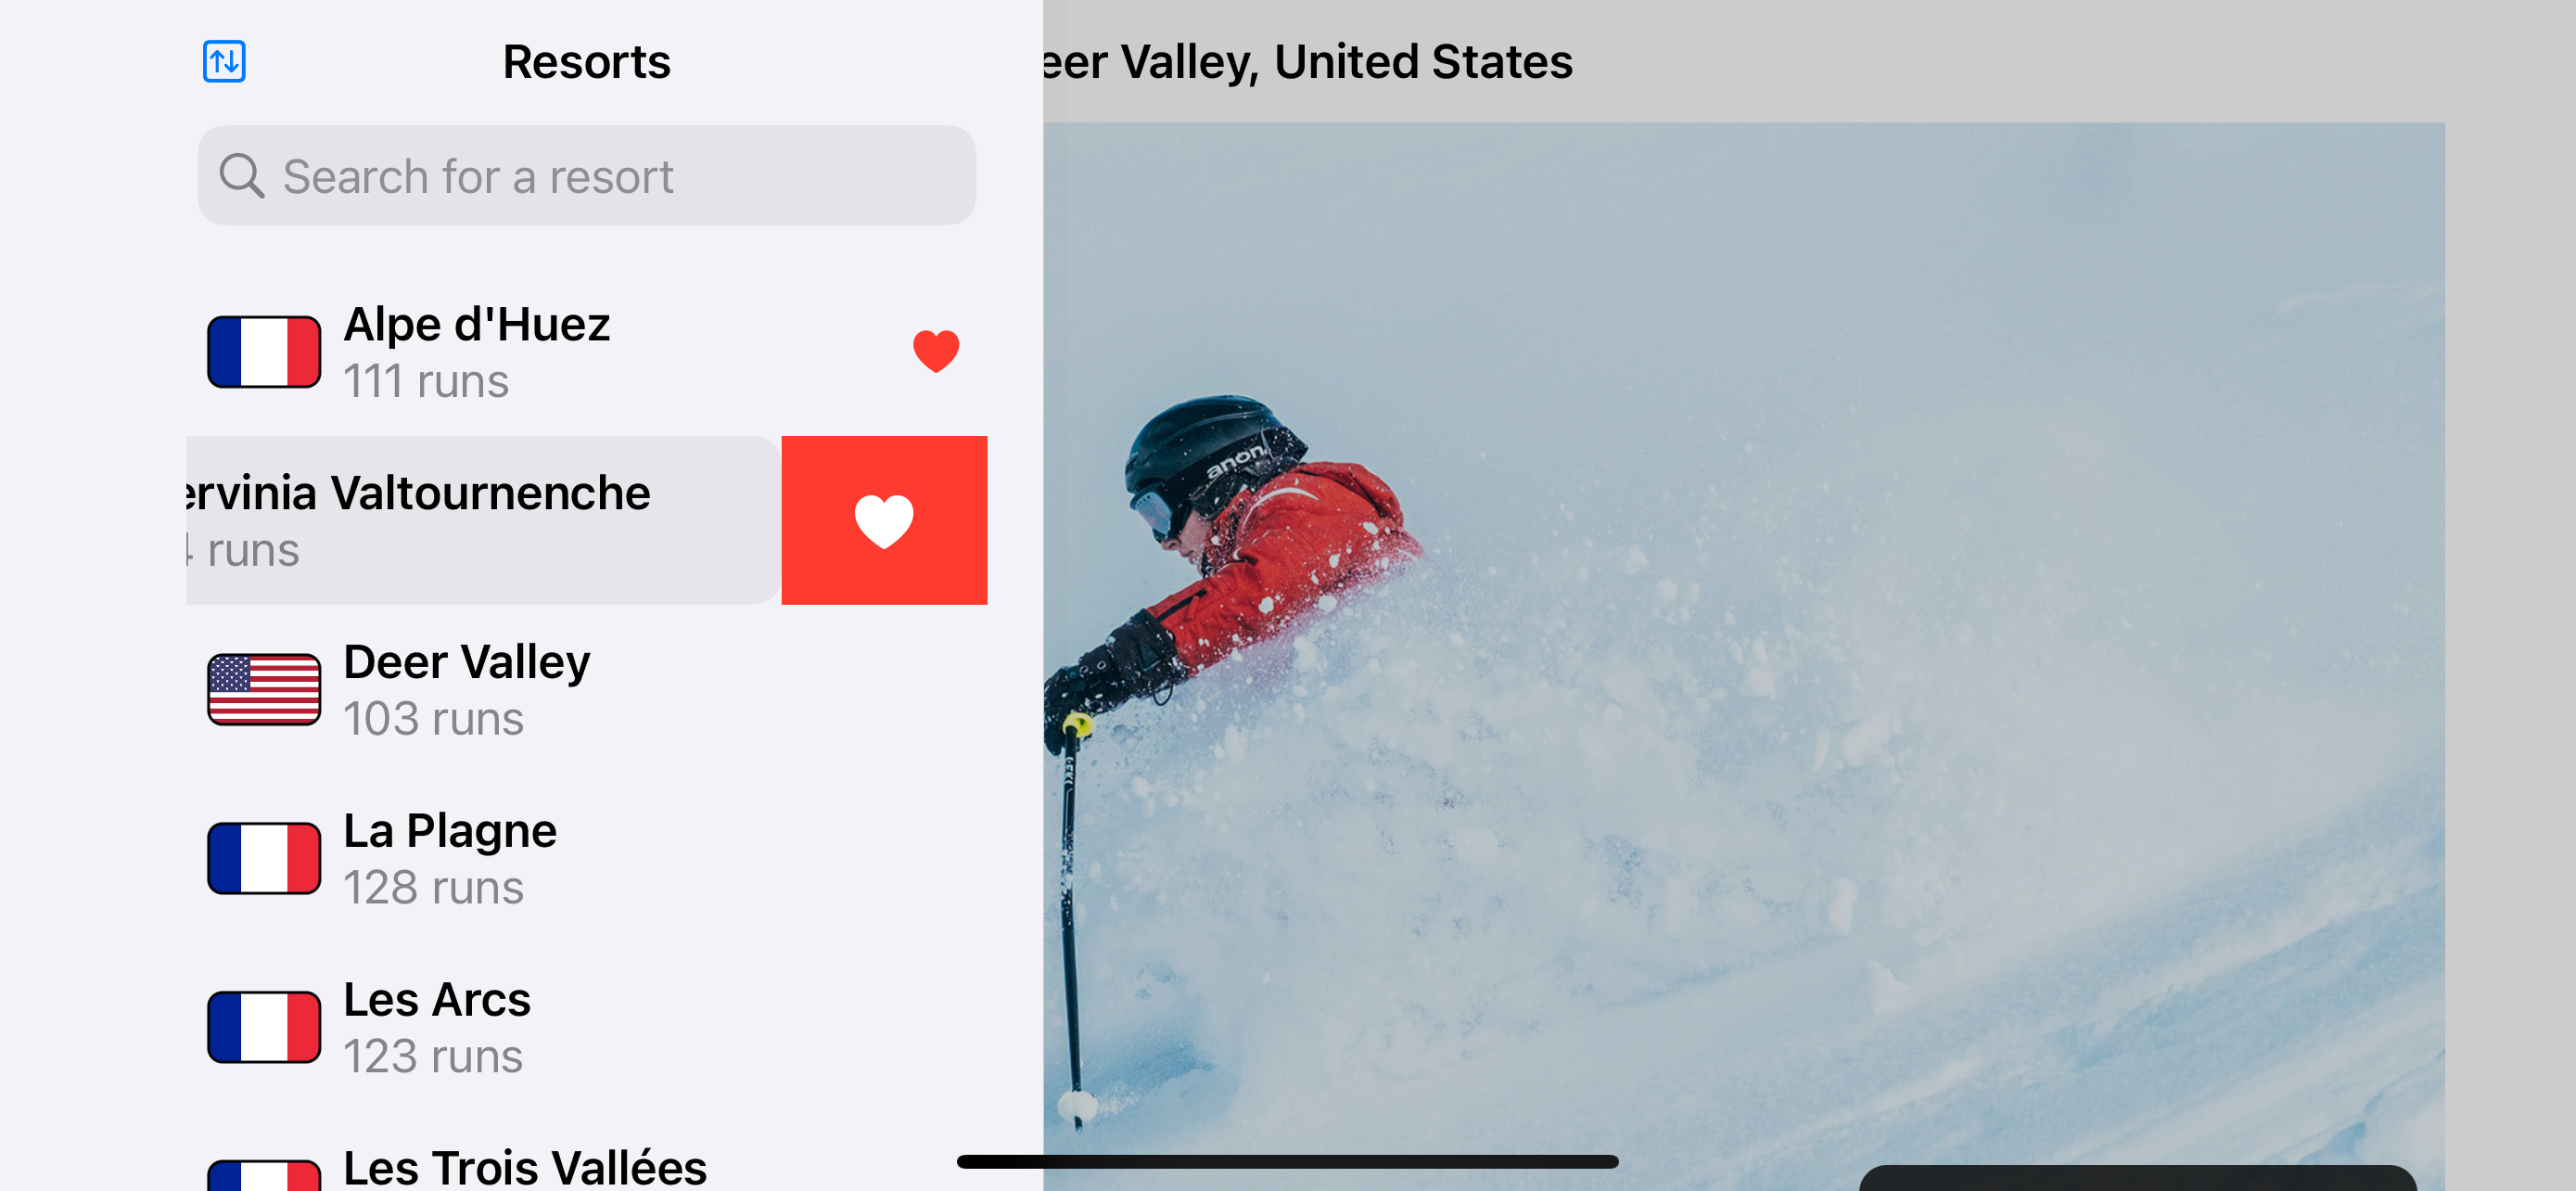 Resorts
eer Valley, United States
Search for a resort
Alpe d'Huez
111 runs
ervinia Valtournenche
4 runs
Deer Valley
103 runs
La Plagne
128 runs
Les Arcs
123 runs
Les Trois Vallées
anon